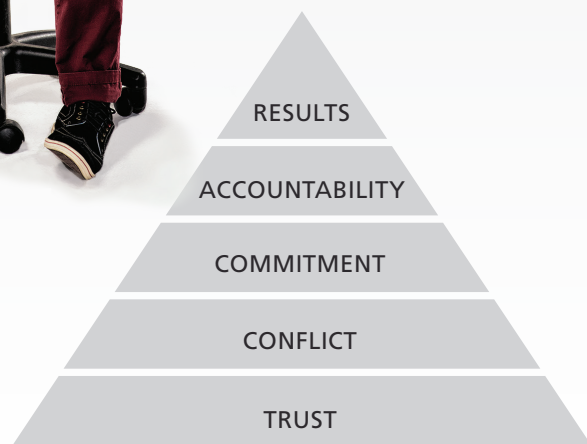 RESULTS
ACCOUNTABILITY
COMMITMENT
CONFLICT
TRUST